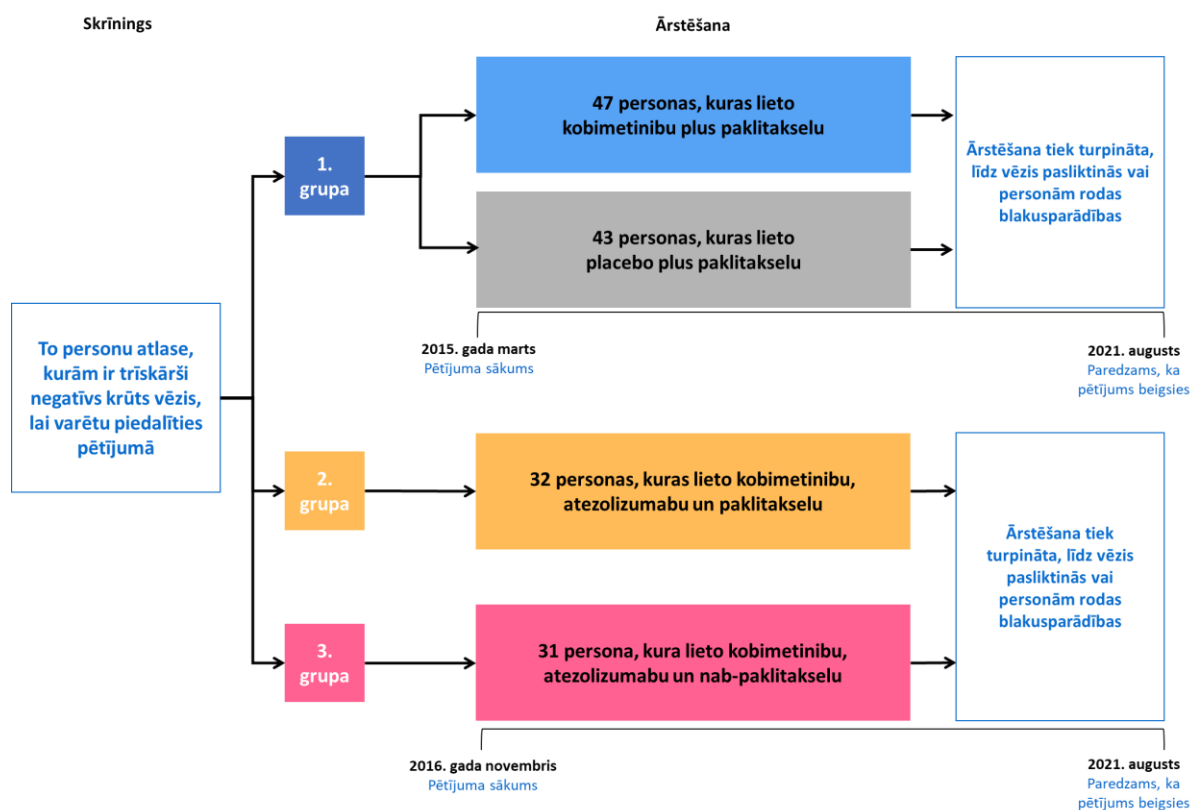 Skrīnings
Ārstēšana
To personu atlase,
kurām ir trīskārši
negatīvs krūts vēzis,
lai varētu piedalīties
pētījumā
1.
grupa
47 personas, kuras lieto
kobimetinibu plus paklitakselu
43 personas, kuras lieto
placebo plus paklitakselu
Ārstēšana tiek turpināta,
līdz vēzis pasliktinās vai
personām rodas
blakusparādības
2015. gada marts
Pētījuma sākums
2021. augusts
Paredzams, ka
pētījums beigsies
2.
grupa
32 personas, kuras lieto kobimetinibu,
atezolizumabu un paklitakselu
3.
grupa
31 persona, kura lieto kobimetinibu,
atezolizumabu un nab-paklitakselu
Ārstēšana tiek
turpināta, līdz vēzis
pasliktinās vai
personām rodas
blakusparādības
2016. gada novembris
Pētījuma sākums
2021. augusts
Paredzams, ka
pētījums beigsies